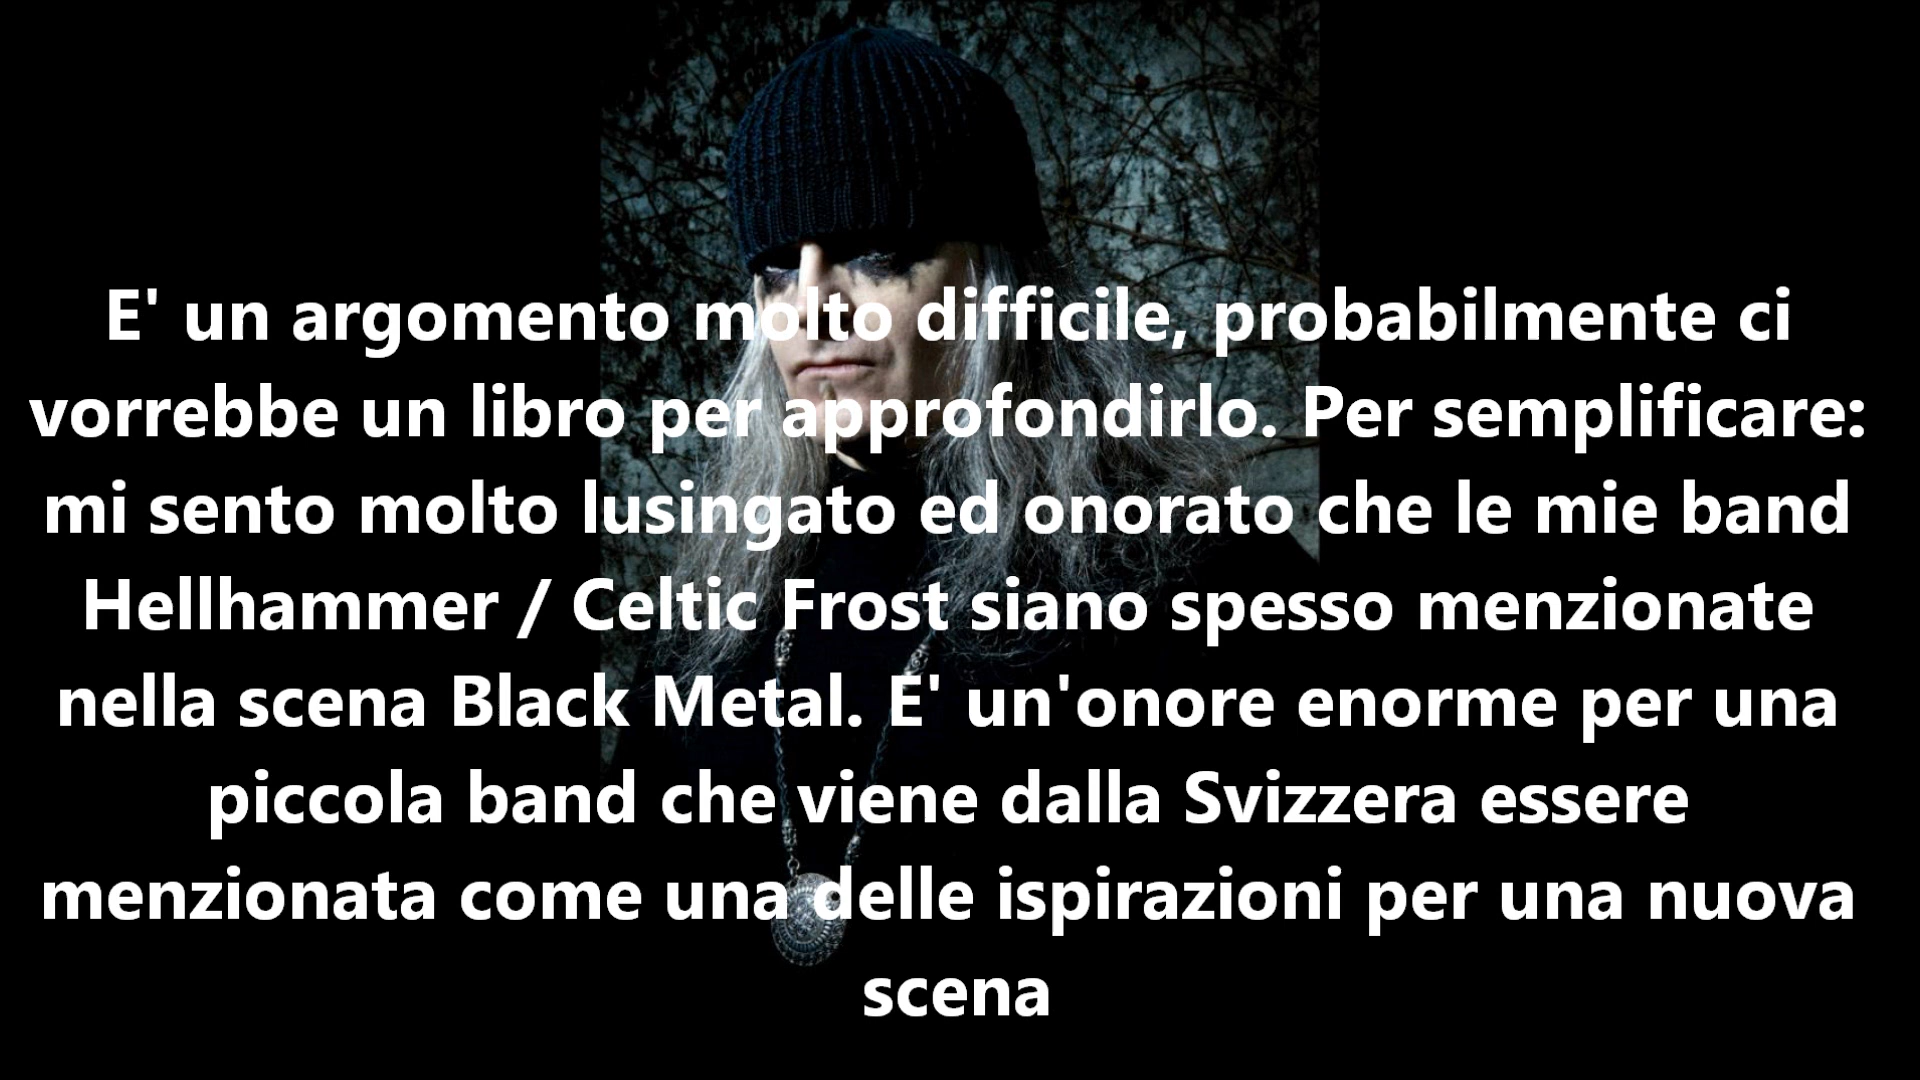 E' un argomento molto difficile, probabilmente ci
vorrebbe un libro per approfondirlo. Per semplificare:
mi sento molto lusingato ed onorato che le mie band
Hellhammer / Celtic Frost siano spesso menzionate
nella scena Black Metal. E' un'onore enorme per una
piccola band che viene dalla Svizzera essere
menzionata come una delle ispirazioni per una nuova
scena